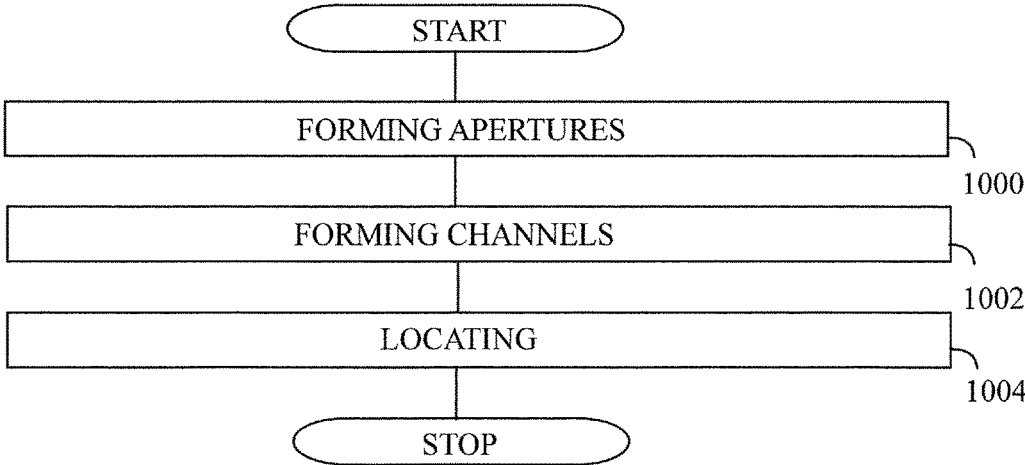 START
FORMING APERTURES
1000
FORMING CHANNELS
1002
LOCATING
1004
STOP